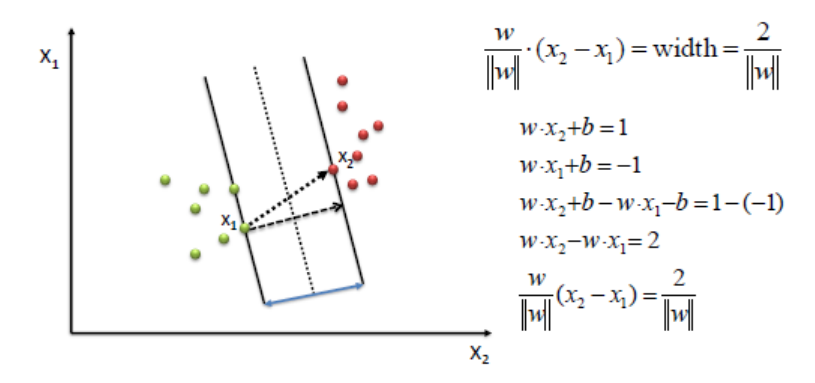 X₁
X₂
x₁
x₂
w/‖w‖ · (x₂ − x₁) = width = 2/‖w‖
w·x₂+b = 1
w·x₁+b = −1
w·x₂+b − w·x₁−b = 1−(−1)
w·x₂−w·x₁ = 2
w/‖w‖ (x₂ − x₁) = 2/‖w‖